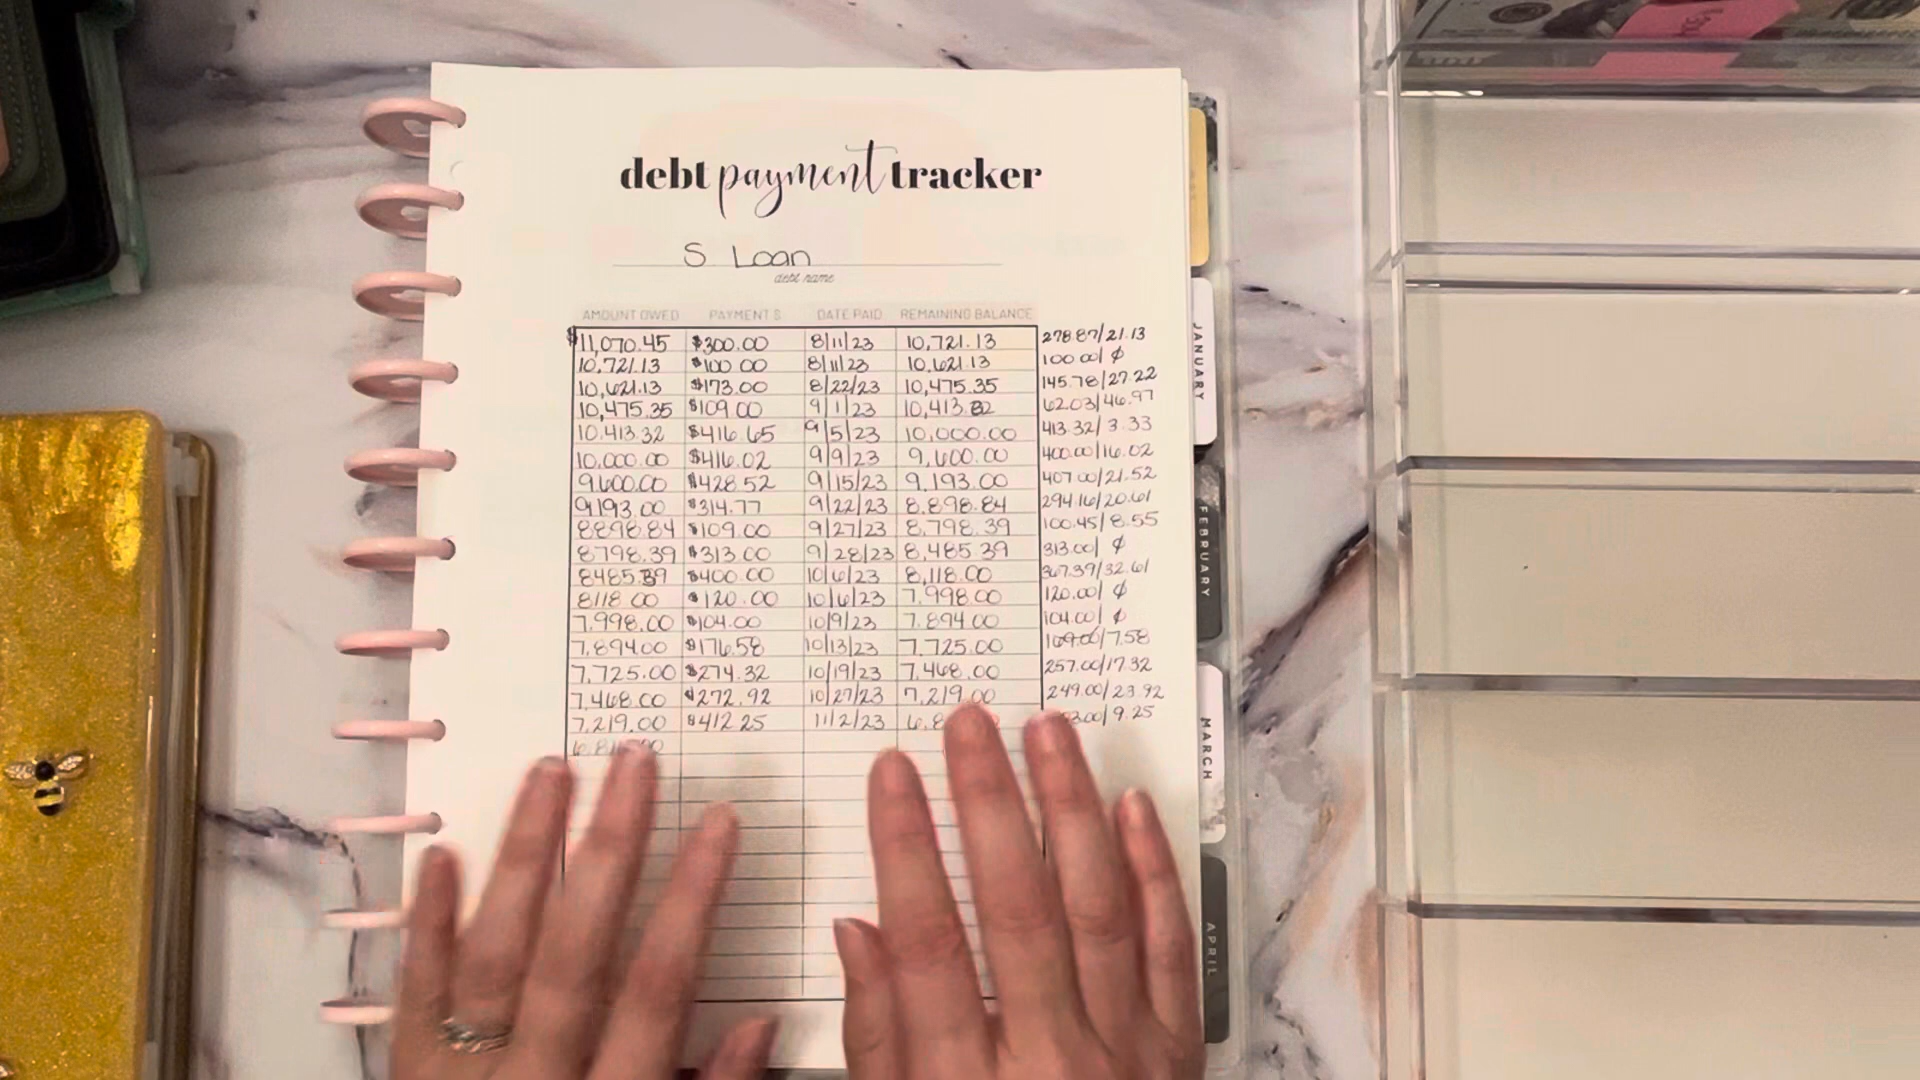 debt payment tracker
S Loan
debt name
AMOUNT OWED PAYMENT $ DATE PAID REMAINING BALANCE
$11,070.45 $300.00 8/11/23 10,721.13 278.87/21.13
10,721.13 $100.00 8/11/23 10,621.13 100.00/ ∅
10,621.13 $173.00 8/22/23 10,475.35 145.78/27.22
10,475.35 $109.00 9/1/23 10,413.32 62.03/46.97
10,413.32 $416.65 9/5/23 10,000.00 413.32/3.33
10,000.00 $416.02 9/9/23 9,600.00 400.00/16.02
9,600.00 $428.52 9/15/23 9,193.00 407.00/21.52
9193.00 $314.77 9/22/23 8,898.84 294.16/20.61
8898.84 $109.00 9/27/23 8,798.39 100.45/8.55
8798.39 $313.00 9/28/23 8,485.39 313.00/ ∅
8485.39 $400.00 10/6/23 8,118.00 367.39/32.61
8118.00 $120.00 10/6/23 7,998.00 120.00/ ∅
7,998.00 $104.00 10/9/23 7,894.00 104.00/ ∅
7,894.00 $176.58 10/13/23 7,725.00 169.00/7.58
7,725.00 $274.32 10/19/23 7,468.00 257.00/17.32
7,468.00 $272.92 10/27/23 7,219.00 249.00/23.92
7,219.00 $412.25 11/2/23 9.25
JANUARY
FEBRUARY
MARCH
APRIL